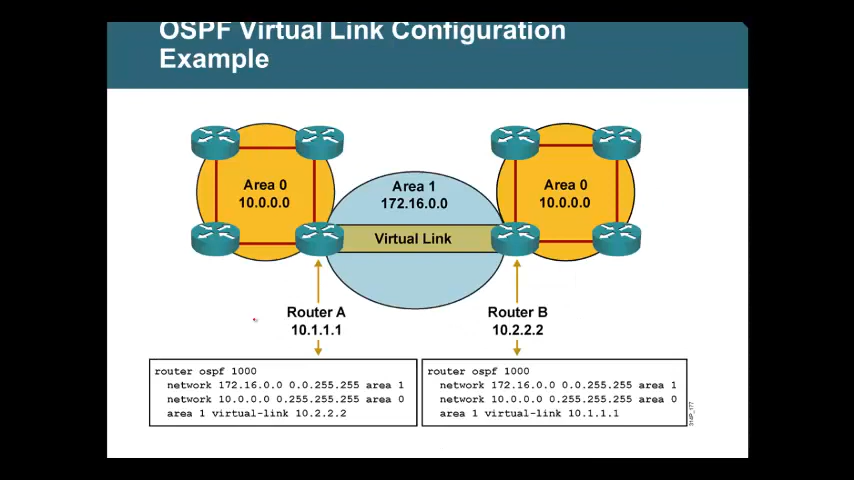 OSPF Virtual Link Configuration
Example
Area 0
10.0.0.0
Area 1
172.16.0.0
Area 0
10.0.0.0
Virtual Link
Router A
10.1.1.1
Router B
10.2.2.2
router ospf 1000
network 172.16.0.0 0.0.255.255 area 1
network 10.0.0.0 0.255.255.255 area 0
area 1 virtual-link 10.2.2.2
router ospf 1000
network 172.16.0.0 0.0.255.255 area 1
network 10.0.0.0 0.255.255.255 area 0
area 1 virtual-link 10.1.1.1
314P_177